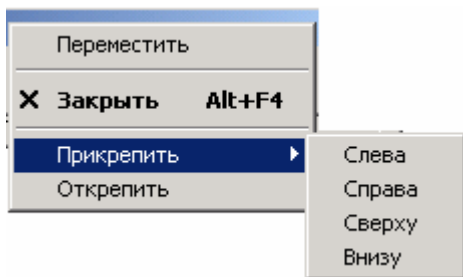 Переместить
Закрыть Alt+F4
Прикрепить
Открепить
Слева
Справа
Сверху
Внизу